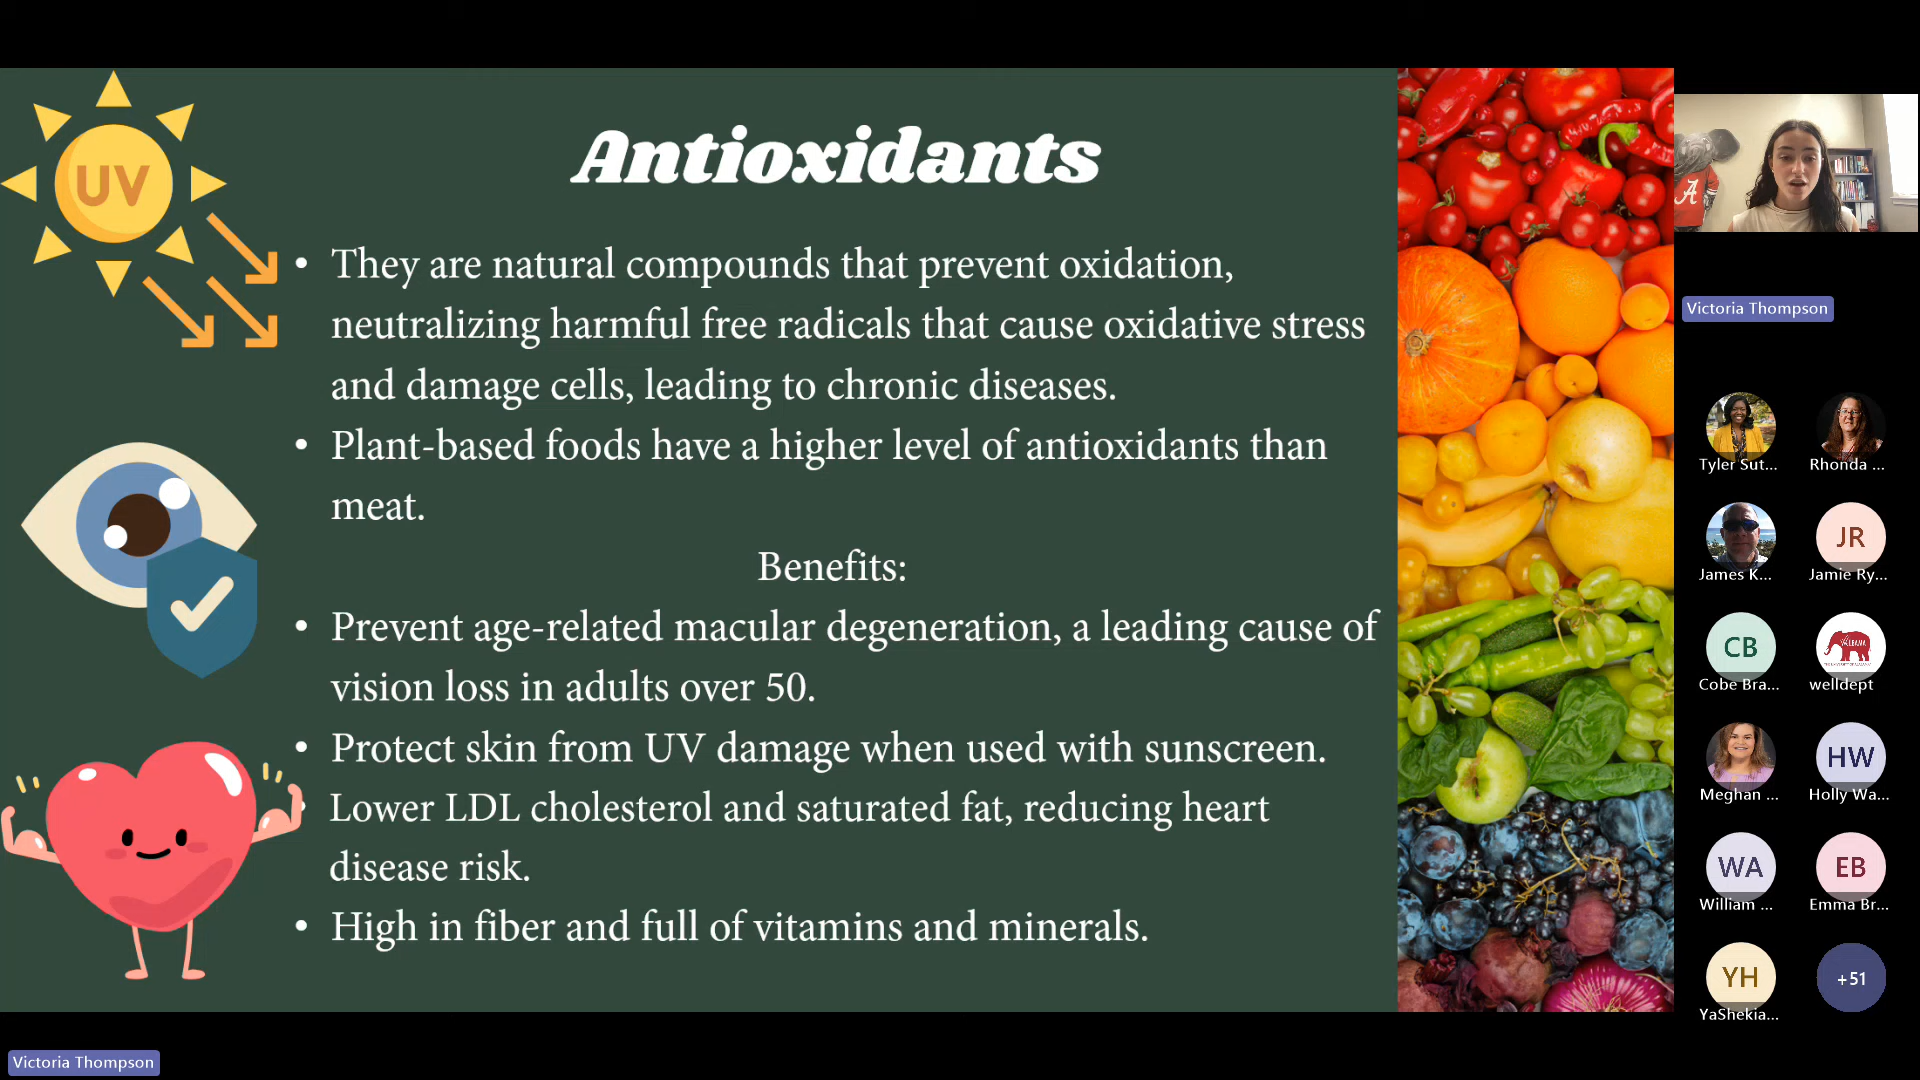 UV
Antioxidants
• They are natural compounds that prevent oxidation,
neutralizing harmful free radicals that cause oxidative stress
and damage cells, leading to chronic diseases.
• Plant-based foods have a higher level of antioxidants than
meat.
Benefits:
• Prevent age-related macular degeneration, a leading cause of
vision loss in adults over 50.
• Protect skin from UV damage when used with sunscreen.
• Lower LDL cholesterol and saturated fat, reducing heart
disease risk.
• High in fiber and full of vitamins and minerals.
A
Victoria Thompson
Tyler Sut...
Rhonda ...
James K...
JR
Jamie Ry...
CB
Cobe Bra...
welldept
Meghan ...
HW
Holly Wa...
WA
William ...
EB
Emma Br...
YH
YaShekia...
+51
Victoria Thompson